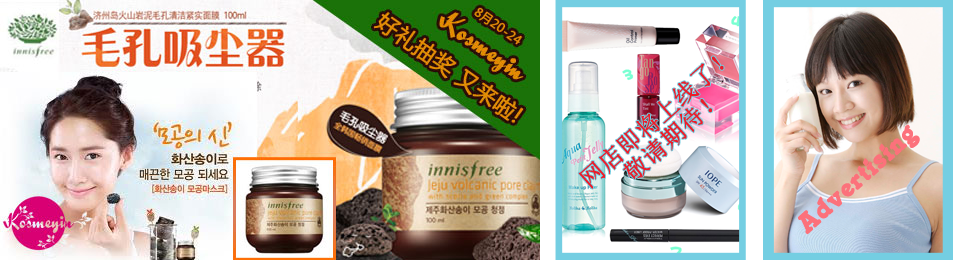 济州岛火山岩泥毛孔清洁紧实面膜 100ml
innisfree
毛孔吸尘器
8月20-24
Kosmeyin
好礼抽奖 又来啦!
'모공의 신'
화산송이로
매끈한 모공 되세요
[화산송이 모공마스크]
Kosmeyin
毛孔吸尘器
innisfree
jeju volcanic pore
제주화산송이 모공 청정
100 ml
innisfree
网店即将上线了,
敬请期待!
Aqua
IOPE
Advertising